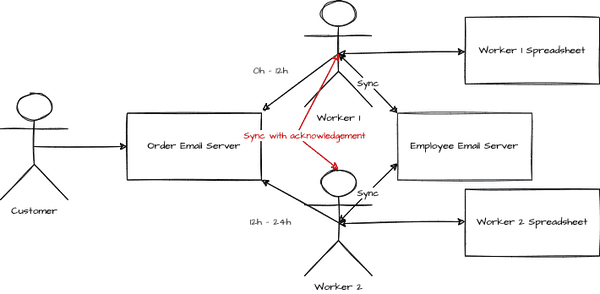 Worker 1 Spreadsheet
0h - 12h
Sync
Worker 1
Sync with acknowledgement
Order Email Server
Employee Email Server
Sync
Customer
12h - 24h
Worker 2 Spreadsheet
Worker 2